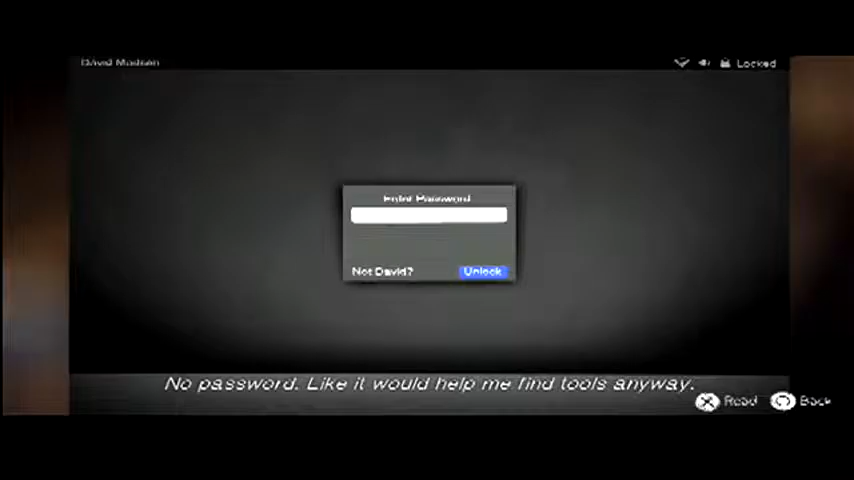 David Madsen
Locked
Enter Password
Not David?
Unlock
No password. Like it would help me find tools anyway.
Read
Back